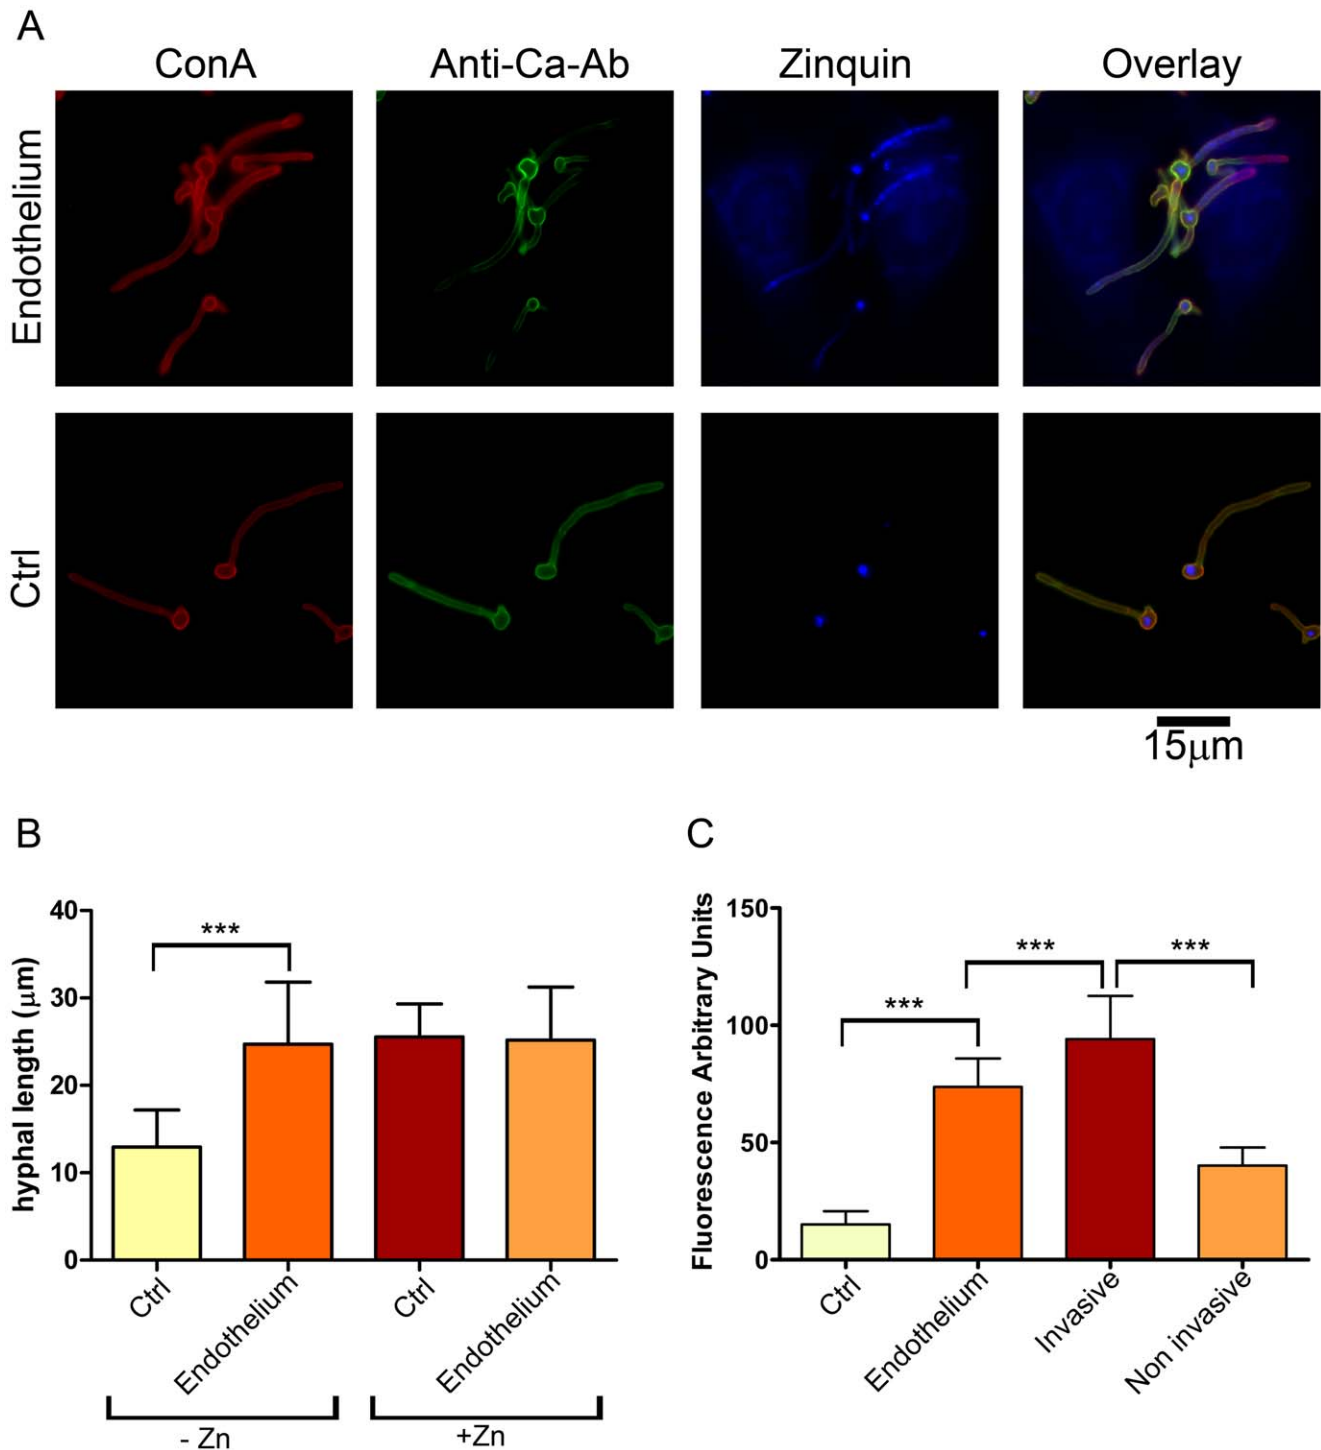 A
ConA Anti-Ca-Ab Zinquin Overlay
Endothelium
Ctrl
15μm
B
hyphal length (μm)
40
30
20
10
0
***
Ctrl
Endothelium
Ctrl
Endothelium
- Zn
+Zn
C
Fluorescence Arbitrary Units
150
100
50
0
***
***
***
Ctrl
Endothelium
Invasive
Non invasive